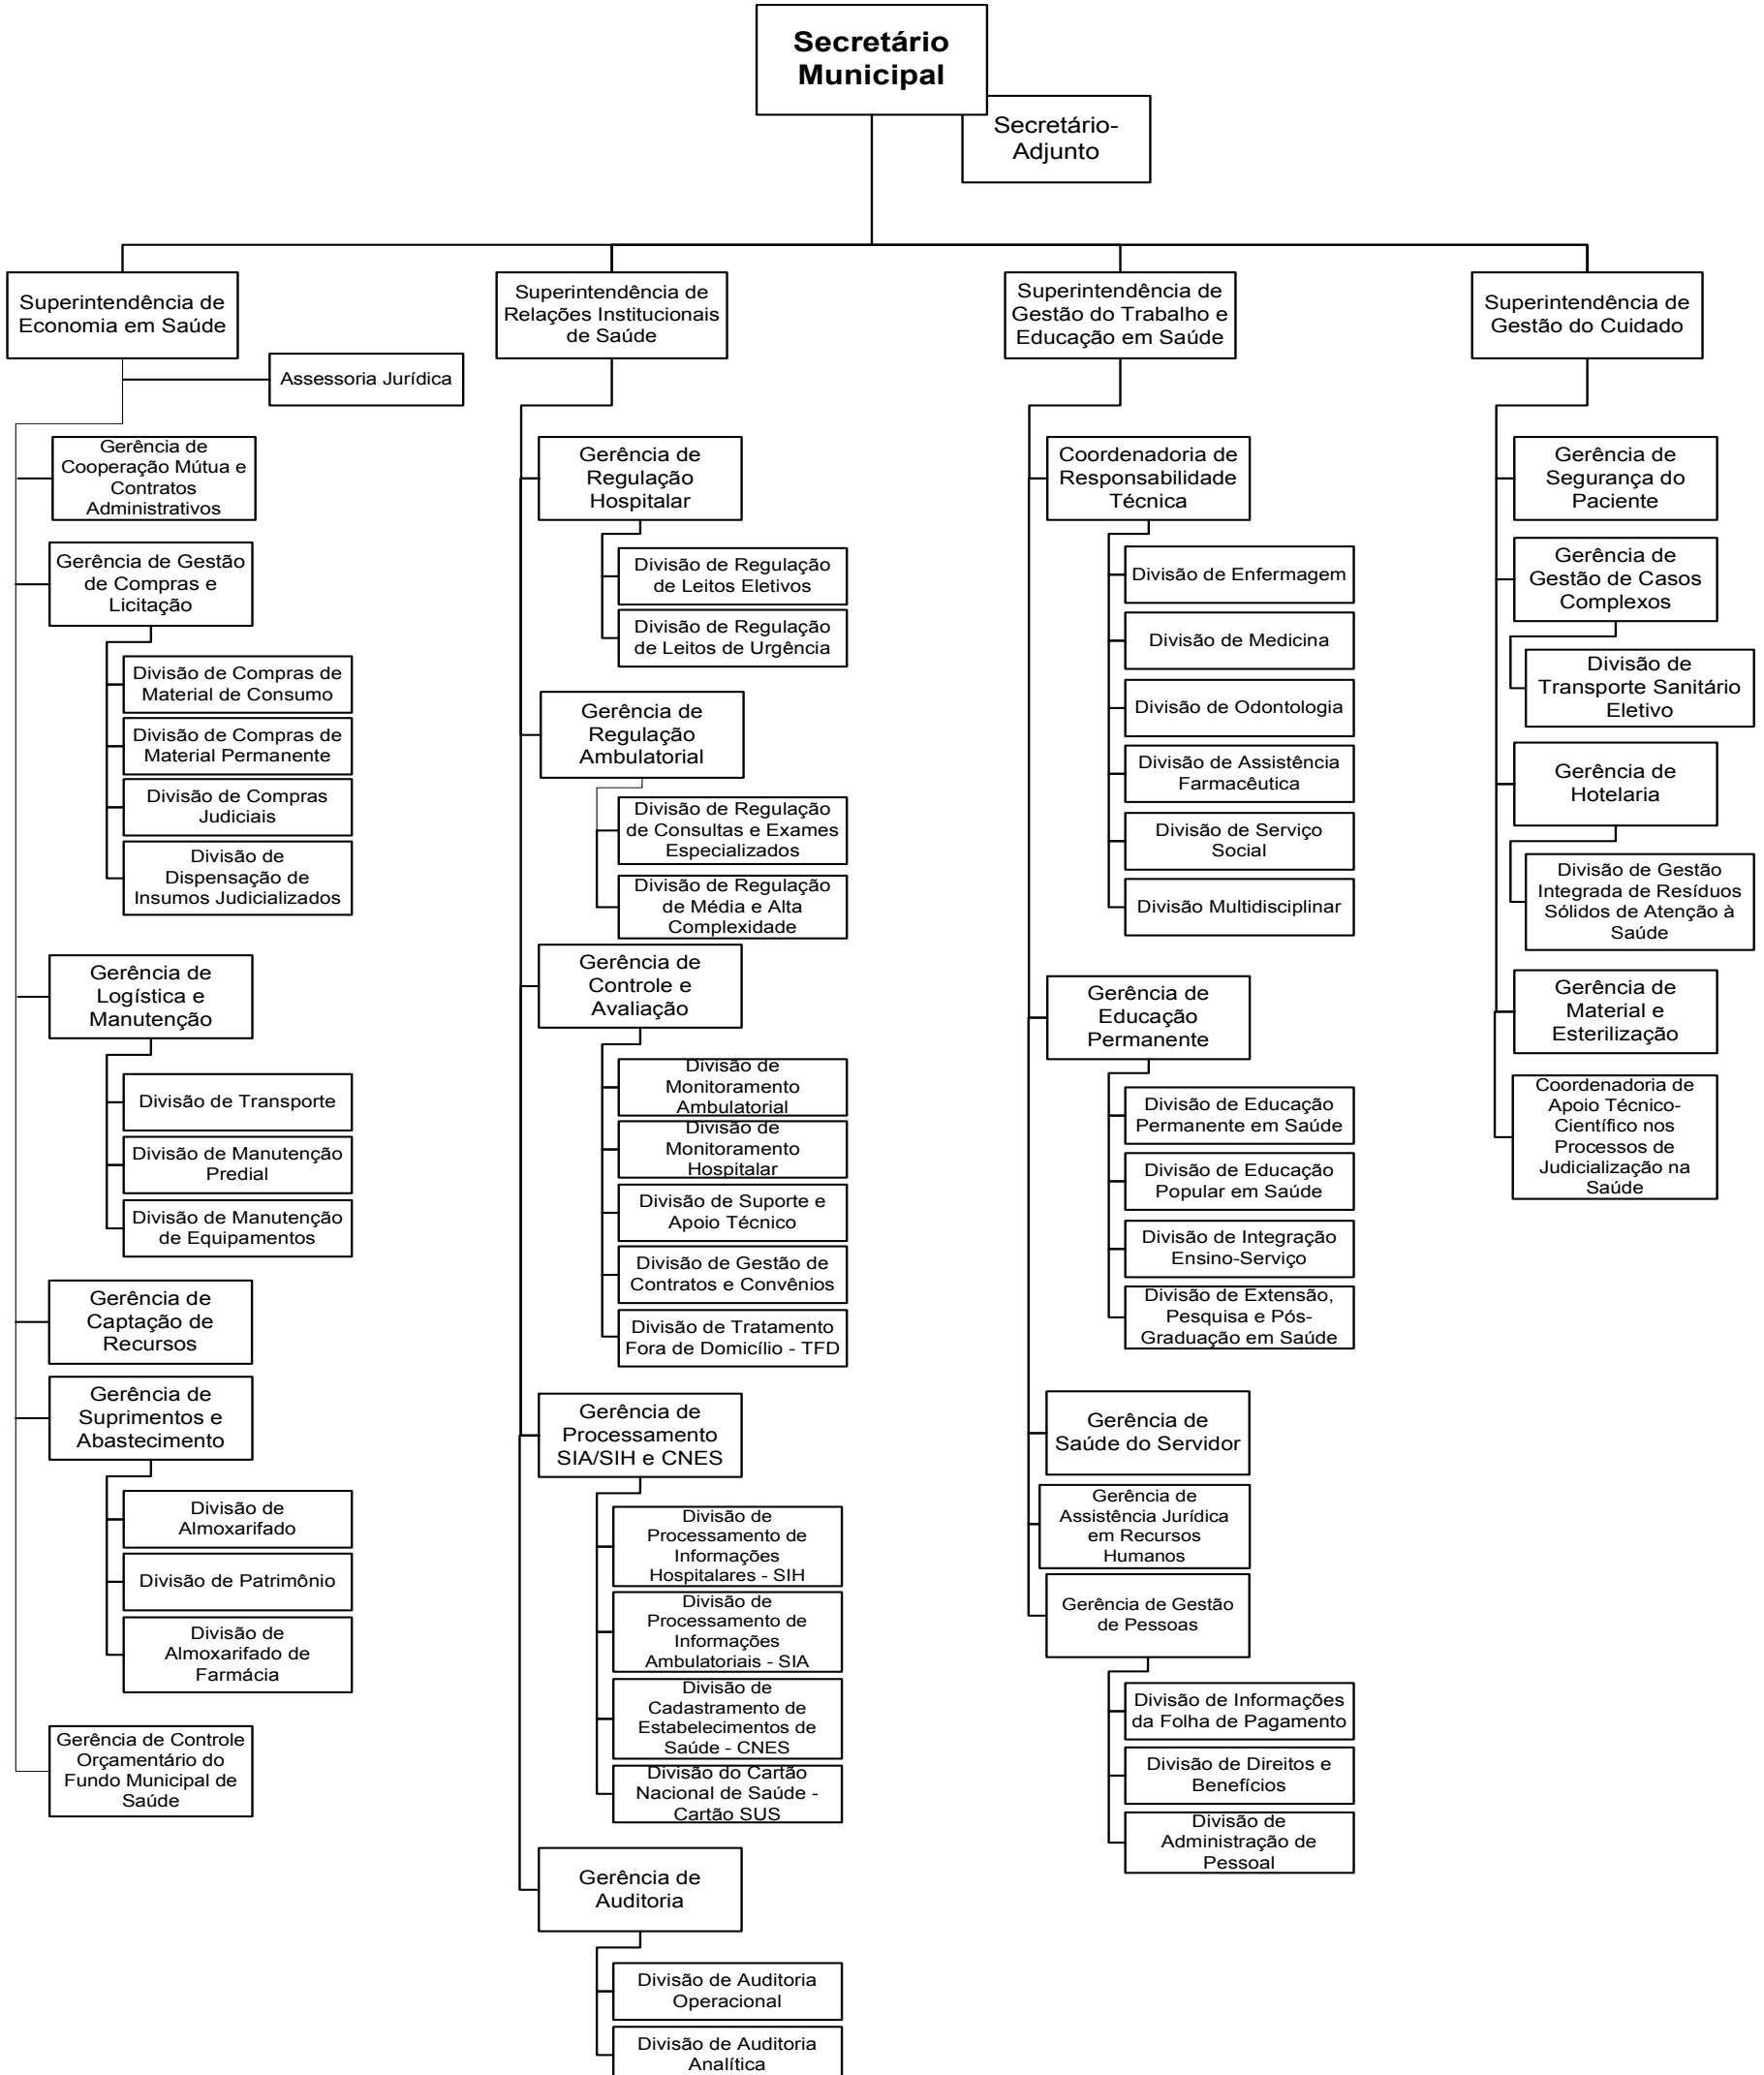 Secretário
Municipal
Secretário-
Adjunto
Superintendência de
Economia em Saúde
Assessoria Jurídica
Gerência de
Cooperação Mútua e
Contratos
Administrativos
Gerência de Gestão
de Compras e
Licitação
Divisão de Compras de
Material de Consumo
Divisão de Compras de
Material Permanente
Divisão de Compras
Judiciais
Divisão de
Dispensação de
Insumos Judicializados
Gerência de
Logística e
Manutenção
Divisão de Transporte
Divisão de Manutenção
Predial
Divisão de Manutenção
de Equipamentos
Gerência de
Captação de
Recursos
Gerência de
Suprimentos e
Abastecimento
Divisão de
Almoxarifado
Divisão de Patrimônio
Divisão de
Almoxarifado de
Farmácia
Gerência de Controle
Orçamentário do
Fundo Municipal de
Saúde
Superintendência de
Relações Institucionais
de Saúde
Gerência de
Regulação
Hospitalar
Divisão de Regulação
de Leitos Eletivos
Divisão de Regulação
de Leitos de Urgência
Gerência de
Regulação
Ambulatorial
Divisão de Regulação
de Consultas e Exames
Especializados
Divisão de Regulação
de Média e Alta
Complexidade
Gerência de
Controle e
Avaliação
Divisão de
Monitoramento
Ambulatorial
Divisão de
Monitoramento
Hospitalar
Divisão de Suporte e
Apoio Técnico
Divisão de Gestão de
Contratos e Convênios
Divisão de Tratamento
Fora de Domicílio - TFD
Gerência de
Processamento
SIA/SIH e CNES
Divisão de
Processamento de
Informações
Hospitalares - SIH
Divisão de
Processamento de
Informações
Ambulatoriais - SIA
Divisão de
Cadastramento de
Estabelecimentos de
Saúde - CNES
Divisão do Cartão
Nacional de Saúde -
Cartão SUS
Gerência de
Auditoria
Divisão de Auditoria
Operacional
Divisão de Auditoria
Analítica
Superintendência de
Gestão do Trabalho e
Educação em Saúde
Coordenadoria de
Responsabilidade
Técnica
Divisão de Enfermagem
Divisão de Medicina
Divisão de Odontologia
Divisão de Assistência
Farmacêutica
Divisão de Serviço
Social
Divisão Multidisciplinar
Gerência de
Educação
Permanente
Divisão de Educação
Permanente em Saúde
Divisão de Educação
Popular em Saúde
Divisão de Integração
Ensino-Serviço
Divisão de Extensão,
Pesquisa e Pós-
Graduação em Saúde
Gerência de
Saúde do Servidor
Gerência de
Assistência Jurídica
em Recursos
Humanos
Gerência de Gestão
de Pessoas
Divisão de Informações
da Folha de Pagamento
Divisão de Direitos e
Benefícios
Divisão de
Administração de
Pessoal
Superintendência de
Gestão do Cuidado
Gerência de
Segurança do
Paciente
Gerência de
Gestão de Casos
Complexos
Divisão de
Transporte Sanitário
Eletivo
Gerência de
Hotelaria
Divisão de Gestão
Integrada de Resíduos
Sólidos de Atenção à
Saúde
Gerência de
Material e
Esterilização
Coordenadoria de
Apoio Técnico-
Científico nos
Processos de
Judicialização na
Saúde